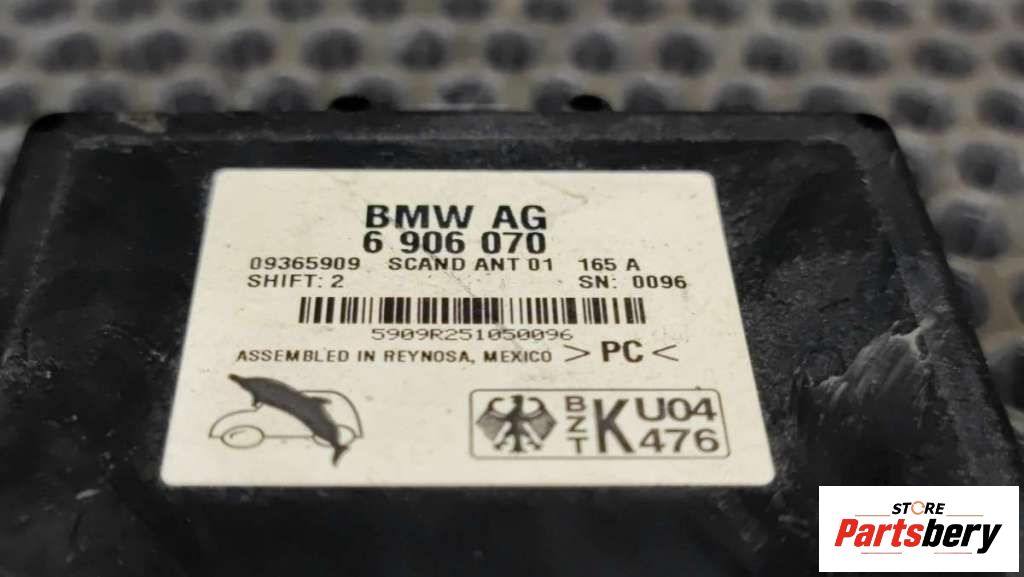 BMW AG
6 906 070
09365909 SCAND ANT 01 165 A
SHIFT: 2 SN: 0096
5909R251050096
ASSEMBLED IN REYNOSA, MEXICO >PC<
BZT K U04 476
STORE
Partsbery